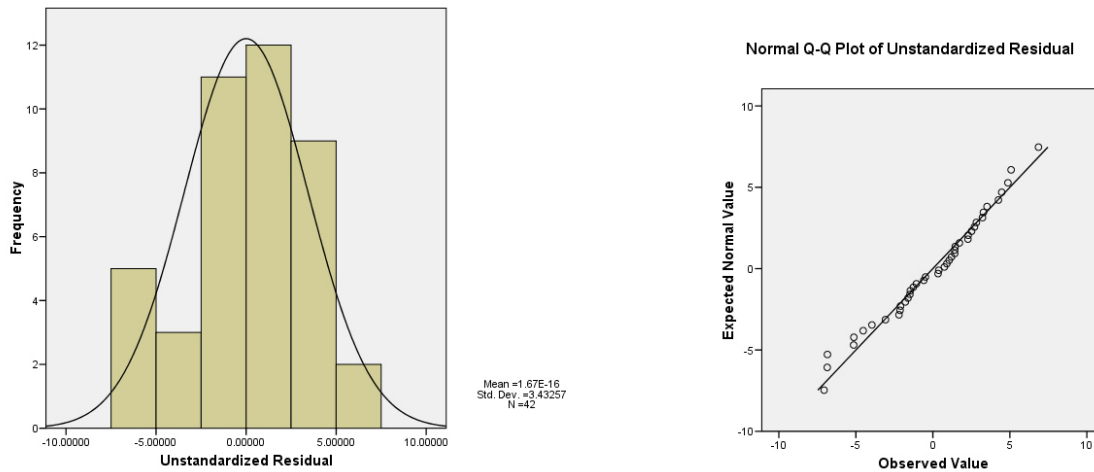 12
10
8
6
4
2
0
Frequency
-10.00000 -5.00000 0.00000 5.00000 10.00000
Unstandardized Residual
Mean =1.67E-16
Std. Dev. =3.43257
N =42
Normal Q-Q Plot of Unstandardized Residual
10
5
0
-5
-10
Expected Normal Value
-10 -5 0 5 10
Observed Value